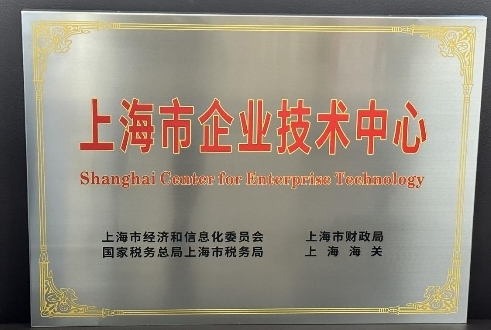 上海市企业技术中心
Shanghai Center for Enterprise Technology
上海市经济和信息化委员会 上海市财政局
国家税务总局上海市税务局 上海海关